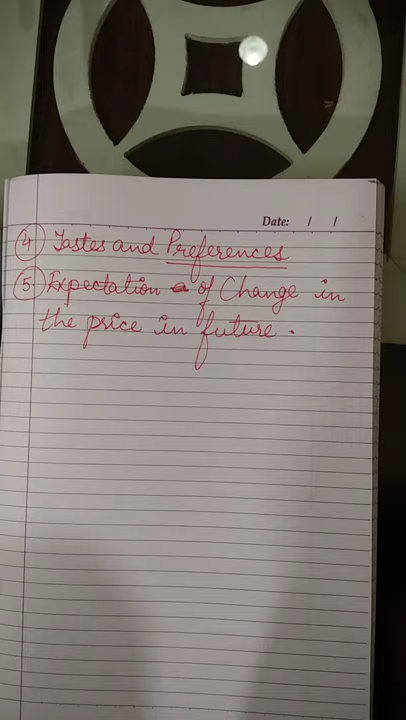 Date: / /
④ Tastes and Preferences
⑤ Expectation of Change in
the price in future.